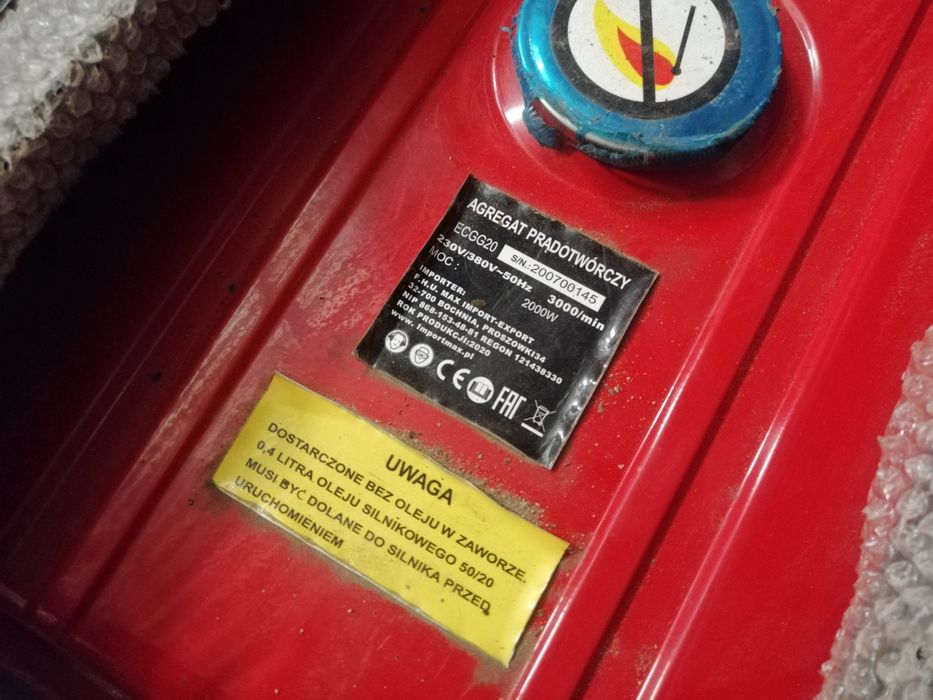 AGREGAT PRĄDOTWÓRCZY
ECGG20 S/N.:200700145
230V/380V~50Hz 3000/min
MOC : 2000W
IMPORTER:
F.H.U. MAX IMPORT-EXPORT
32-700 BOCHNIA, PROSZOWKI34
NIP 868-153-48-81 REGON 121438330
ROK PRODUKCJI:2020
www. importmax.pl
CE EAC
UWAGA
DOSTARCZONE BEZ OLEJU W ZAWORZE.
0,4 LITRA OLEJU SILNIKOWEGO 50/20
MUSI BYĆ DOLANE DO SILNIKA PRZED
URUCHOMIENIEM